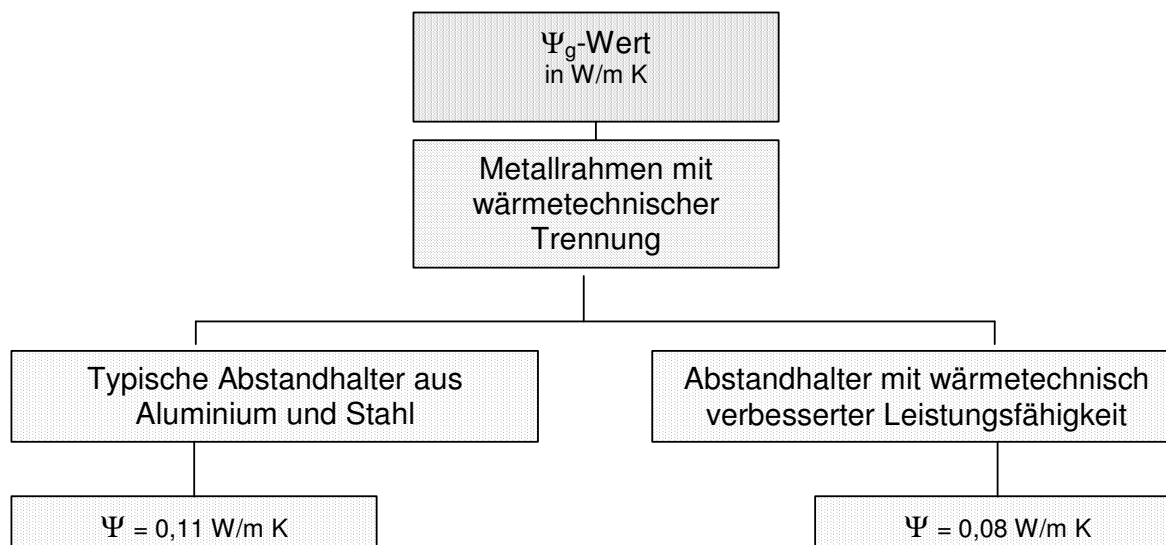 Ψg-Wert
in W/m K
Metallrahmen mit
wärmetechnischer
Trennung
Typische Abstandhalter aus
Aluminium und Stahl
Abstandhalter mit wärmetechnisch
verbesserter Leistungsfähigkeit
Ψ = 0,11 W/m K
Ψ = 0,08 W/m K